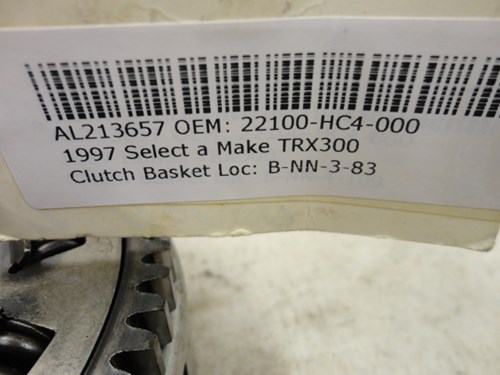 AL213657 OEM: 22100-HC4-000
1997 Select a Make TRX300
Clutch Basket Loc: B-NN-3-83